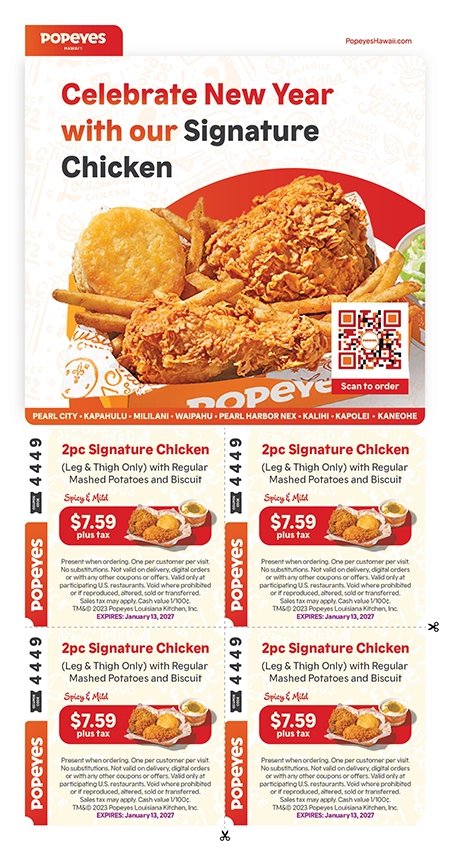 POPEYES
HAWAI'I
PopeyesHawaii.com
Celebrate New Year
with our Signature
Chicken
POPEYES
Scan to order
PEARL CITY • KAPAHULU • MILILANI • WAIPAHU • PEARL HARBOR NEX • KALIHI • KAPOLEI • KANEOHE
4449
POPEYES
2pc Signature Chicken
(Leg & Thigh Only) with Regular
Mashed Potatoes and Biscuit
Spicy & Mild
$7.59
plus tax
Present when ordering. One per customer per visit.
No substitutions. Not valid on delivery, digital orders
or with any other coupons or offers. Valid only at
participating U.S. restaurants. Void where prohibited
or if reproduced, altered, sold or transferred.
Sales tax may apply. Cash value 1/100¢.
TM&© 2023 Popeyes Louisiana Kitchen, Inc.
EXPIRES: January 13, 2027
4449
POPEYES
2pc Signature Chicken
(Leg & Thigh Only) with Regular
Mashed Potatoes and Biscuit
Spicy & Mild
$7.59
plus tax
Present when ordering. One per customer per visit.
No substitutions. Not valid on delivery, digital orders
or with any other coupons or offers. Valid only at
participating U.S. restaurants. Void where prohibited
or if reproduced, altered, sold or transferred.
Sales tax may apply. Cash value 1/100¢.
TM&© 2023 Popeyes Louisiana Kitchen, Inc.
EXPIRES: January 13, 2027
4449
POPEYES
2pc Signature Chicken
(Leg & Thigh Only) with Regular
Mashed Potatoes and Biscuit
Spicy & Mild
$7.59
plus tax
Present when ordering. One per customer per visit.
No substitutions. Not valid on delivery, digital orders
or with any other coupons or offers. Valid only at
participating U.S. restaurants. Void where prohibited
or if reproduced, altered, sold or transferred.
Sales tax may apply. Cash value 1/100¢.
TM&© 2023 Popeyes Louisiana Kitchen, Inc.
EXPIRES: January 13, 2027
4449
POPEYES
2pc Signature Chicken
(Leg & Thigh Only) with Regular
Mashed Potatoes and Biscuit
Spicy & Mild
$7.59
plus tax
Present when ordering. One per customer per visit.
No substitutions. Not valid on delivery, digital orders
or with any other coupons or offers. Valid only at
participating U.S. restaurants. Void where prohibited
or if reproduced, altered, sold or transferred.
Sales tax may apply. Cash value 1/100¢.
TM&© 2023 Popeyes Louisiana Kitchen, Inc.
EXPIRES: January 13, 2027